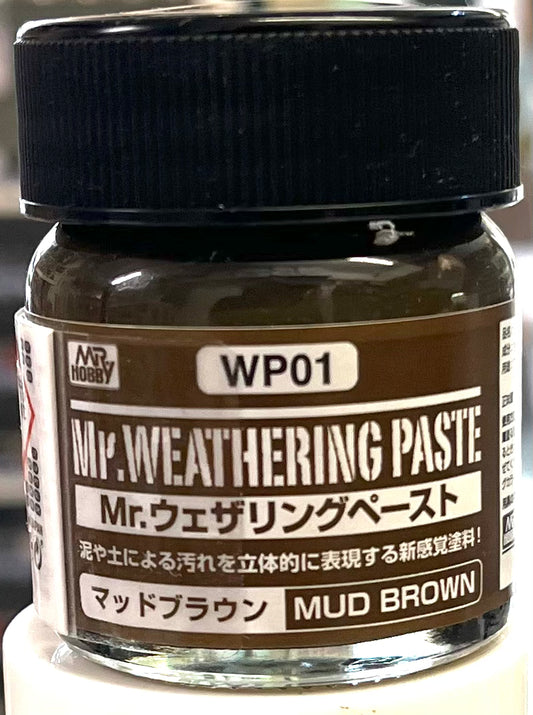 MR HOBBY
WP01
Mr.WEATHERING PASTE
Mr.ウェザリングペースト
泥や土による汚れを立体的に表現する新感覚塗料!
マッドブラウン MUD BROWN